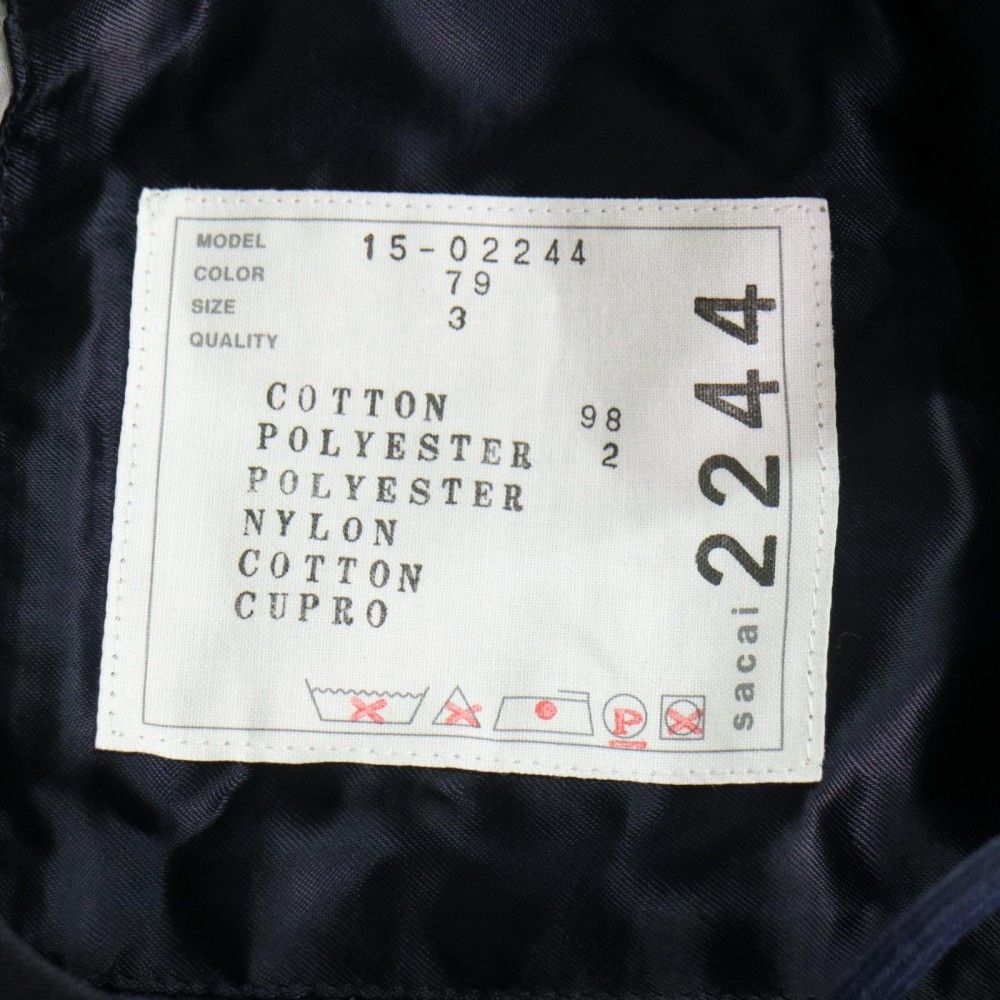 MODEL 15-02244
COLOR 79
SIZE 3
QUALITY
COTTON 98
POLYESTER 2
POLYESTER
NYLON
COTTON
CUPRO
P
sacai 2244